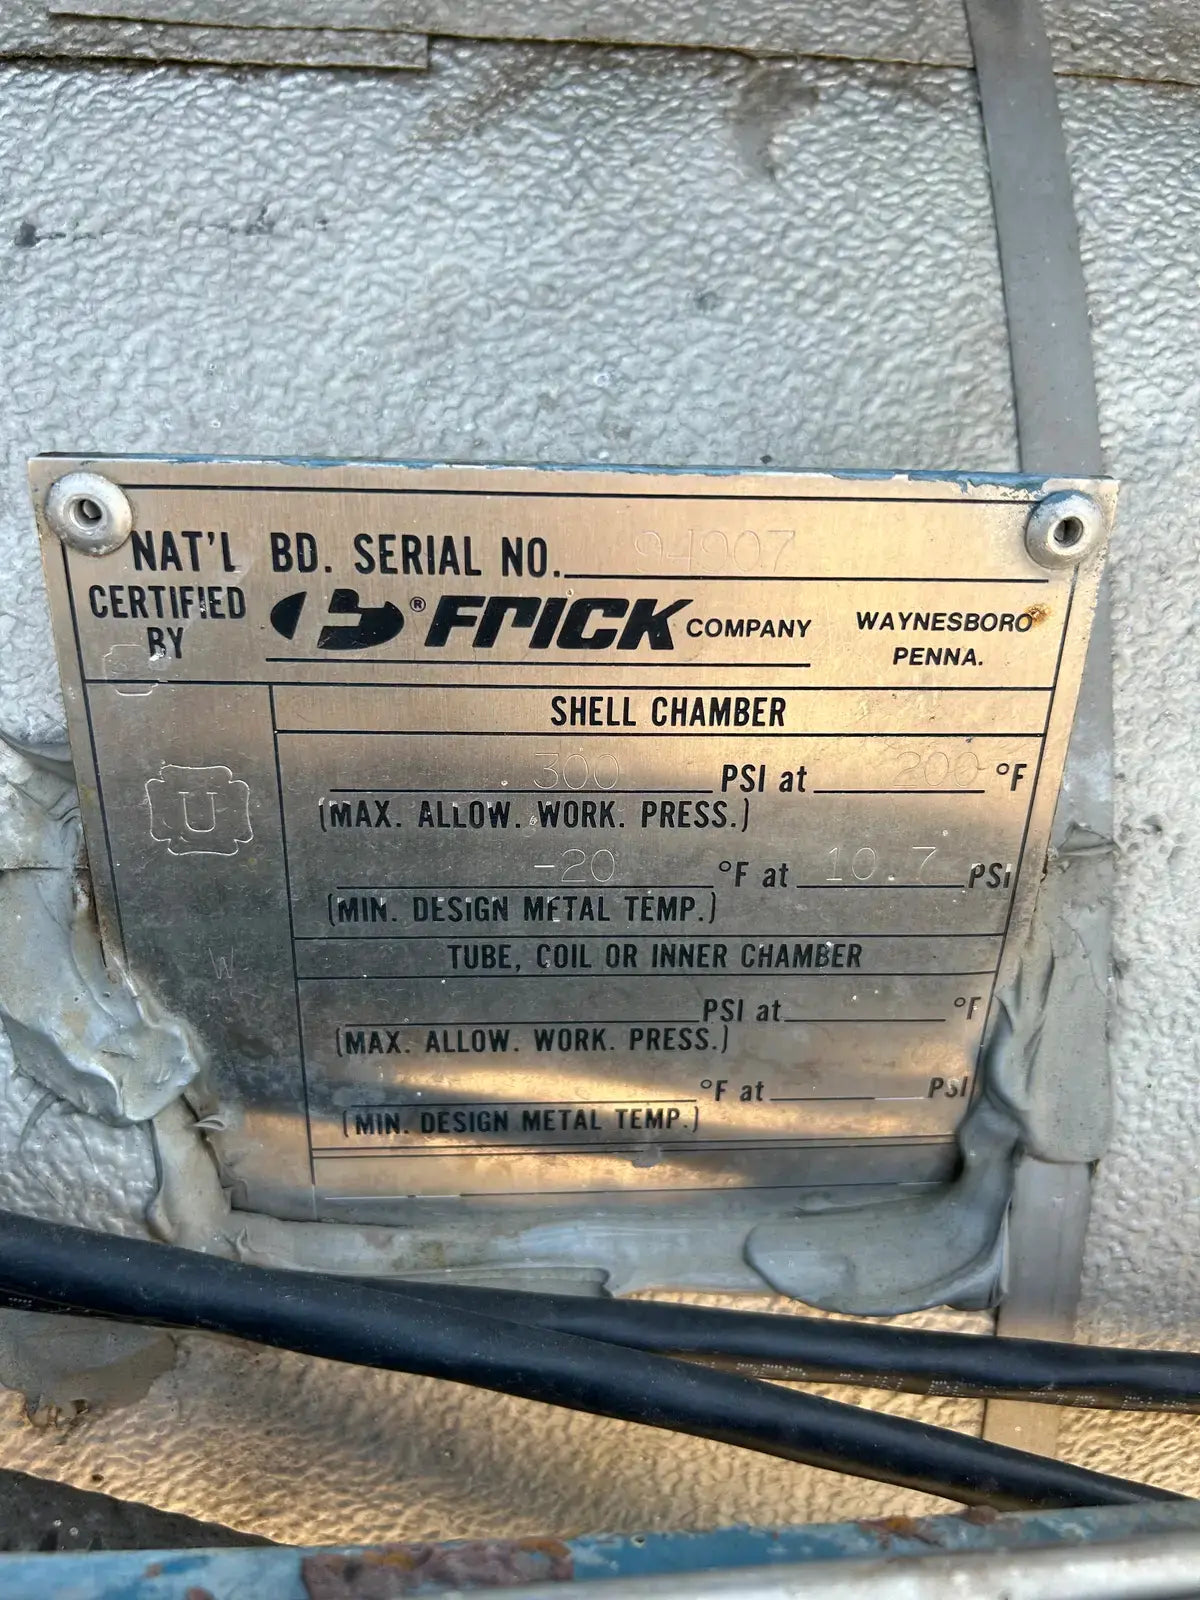 NAT'L BD. SERIAL NO. 94907
CERTIFIED BY
® FRICK COMPANY
WAYNESBORO
PENNA.
SHELL CHAMBER
300 PSI at 200 °F
(MAX. ALLOW. WORK. PRESS.)
U
-20 °F at 10.7 PSI
(MIN. DESIGN METAL TEMP.)
W
TUBE, COIL OR INNER CHAMBER
PSI at °F
(MAX. ALLOW. WORK. PRESS.)
°F at PSI
(MIN. DESIGN METAL TEMP.)